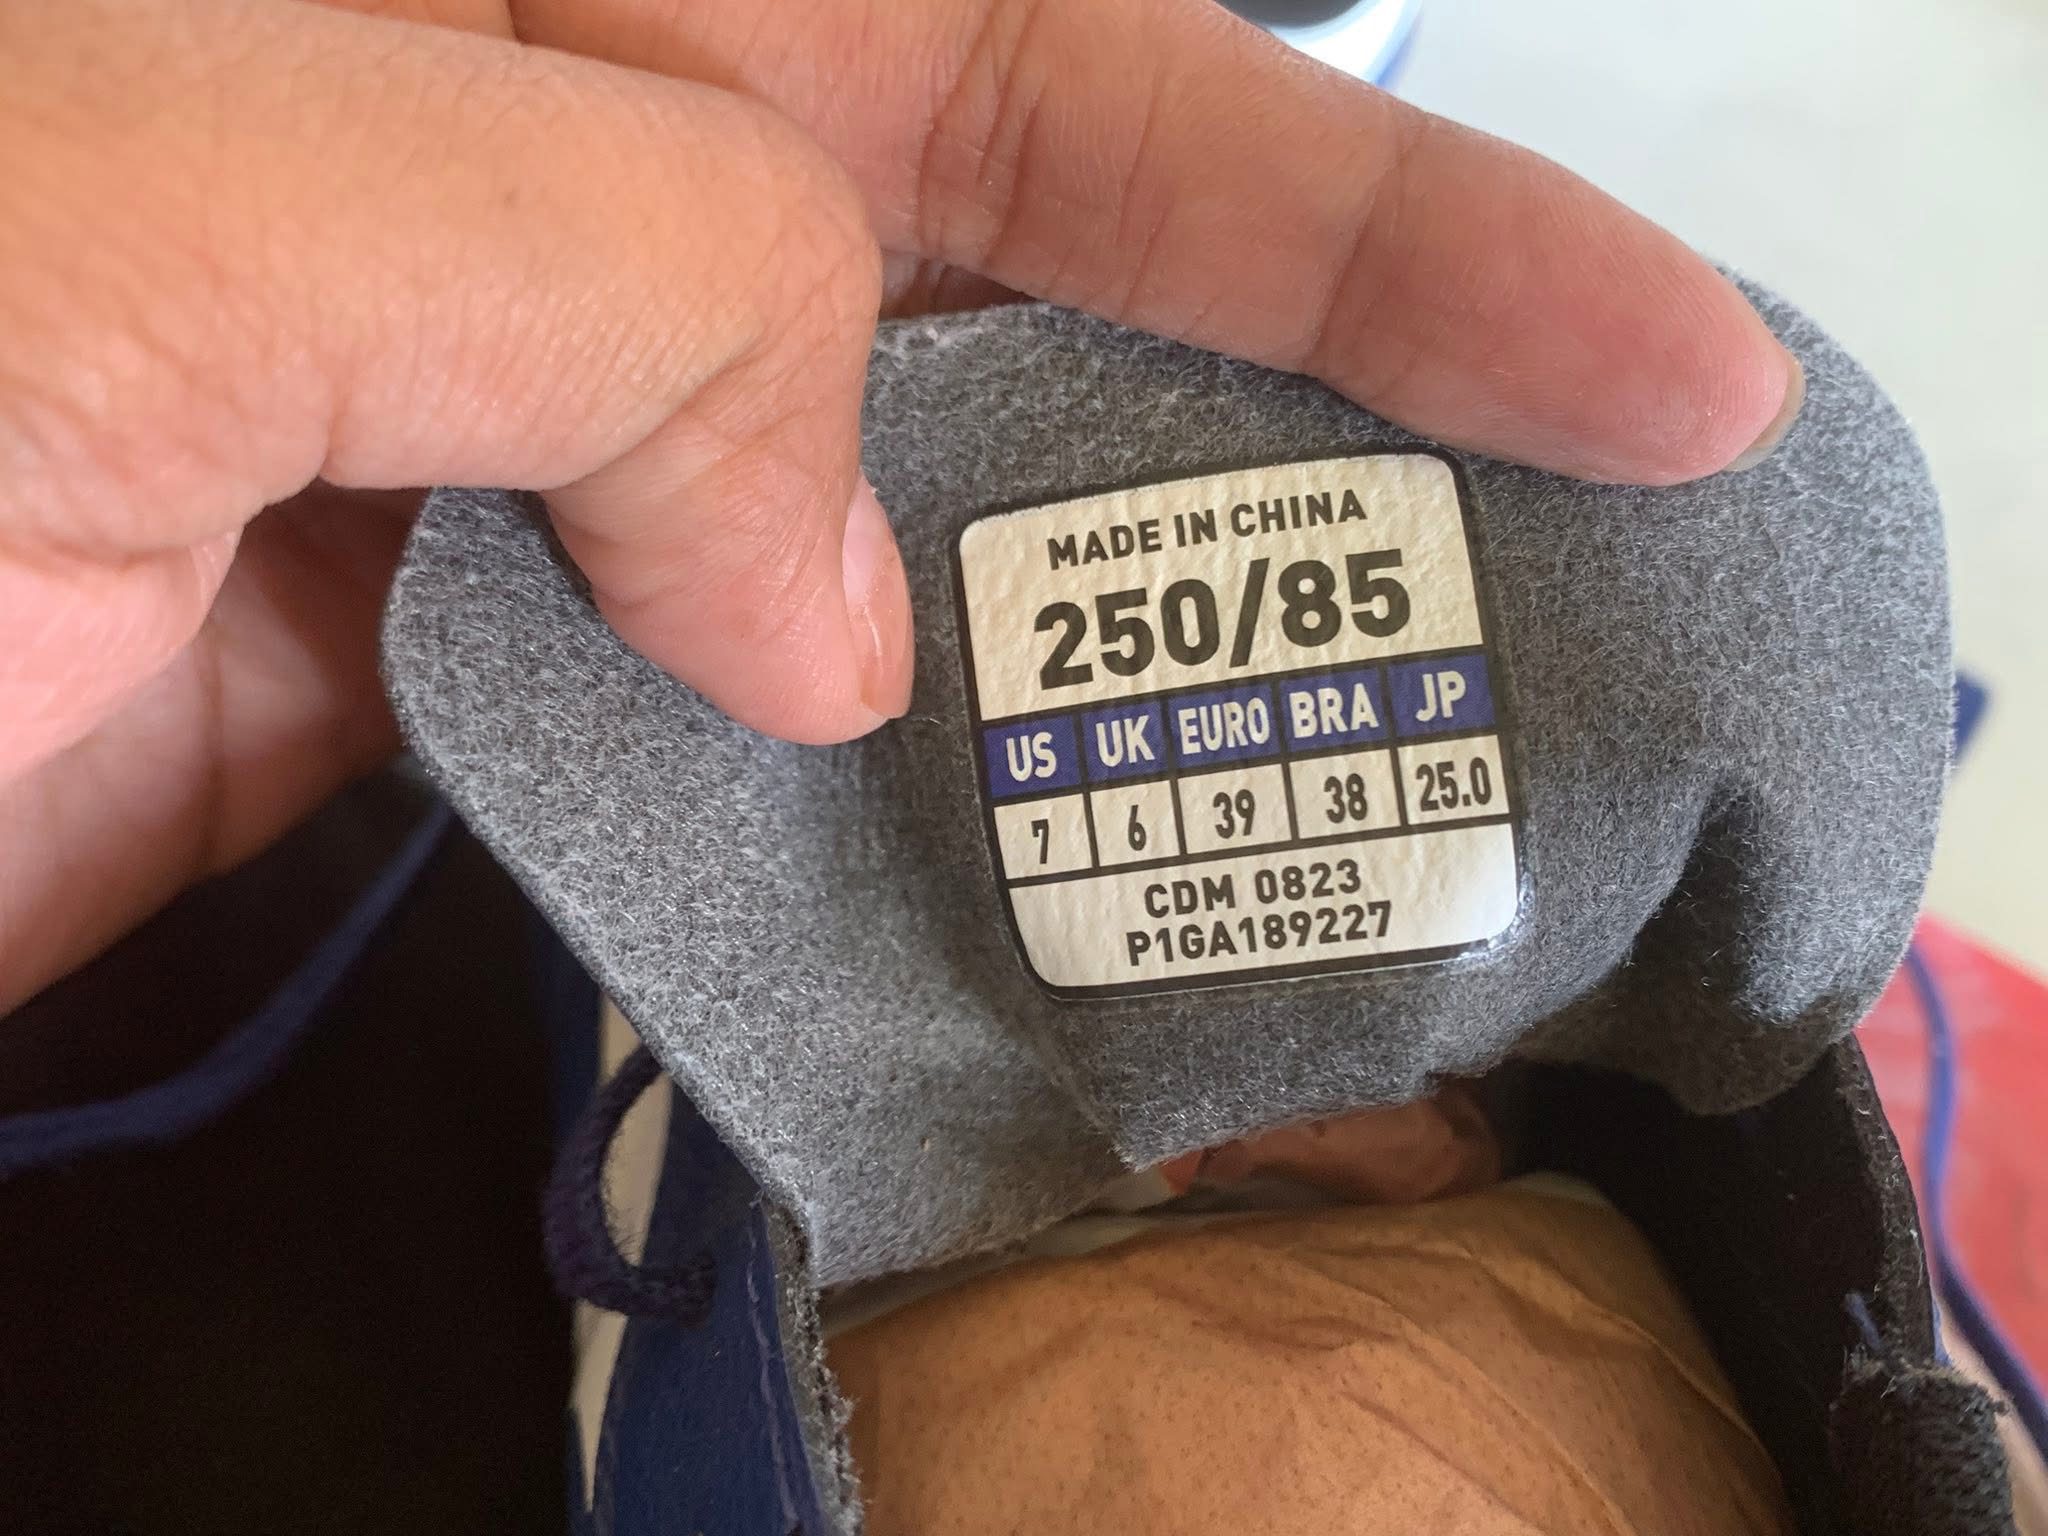 MADE IN CHINA
250/85
US UK EURO BRA JP
7 6 39 38 25.0
CDM 0823
P1GA189227